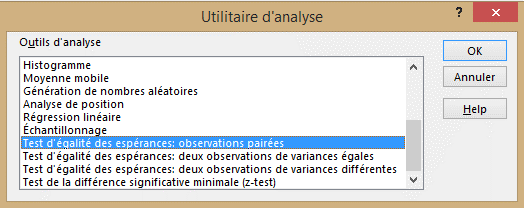 Utilitaire d'analyse
?
Outils d'analyse
Histogramme
Moyenne mobile
Génération de nombres aléatoires
Analyse de position
Régression linéaire
Échantillonnage
Test d'égalité des espérances: observations pairées
Test d'égalité des espérances: deux observations de variances égales
Test d'égalité des espérances: deux observations de variances différentes
Test de la différence significative minimale (z-test)
OK
Annuler
Help